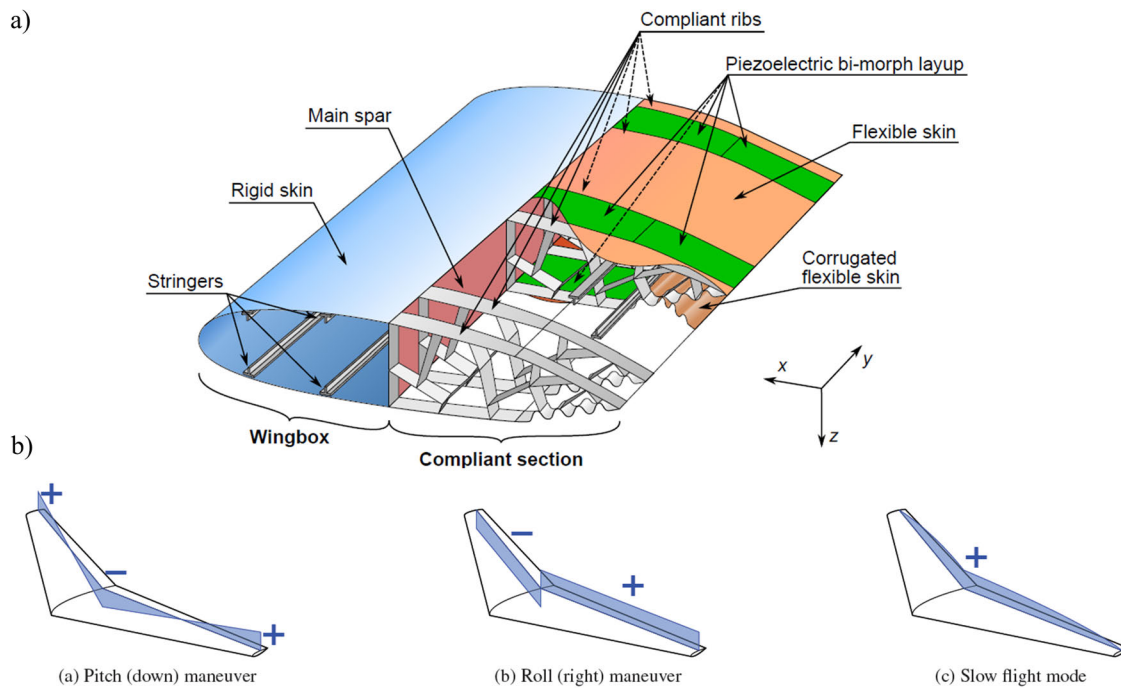 a)
Compliant ribs
Piezoelectric bi-morph layup
Main spar
Flexible skin
Rigid skin
Corrugated
flexible skin
Stringers
x
y
z
Wingbox
Compliant section
b)
+
−
+
−
+
+
(a) Pitch (down) maneuver
(b) Roll (right) maneuver
(c) Slow flight mode